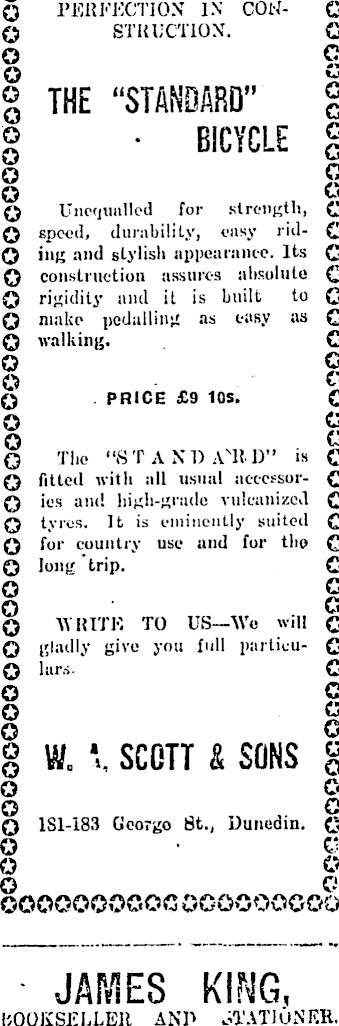 PERFECTION IN CON-
STRUCTION.
THE "STANDARD"
BICYCLE
Unequalled for strength,
speed, durability, easy rid-
ing and stylish appearance. Its
construction assures absolute
rigidity and it is built to
make pedalling as easy as
walking.
PRICE £9 10s.
The "STANDARD" is
fitted with all usual accessor-
ies and high-grade vulcanized
tyres. It is eminently suited
for country use and for the
long trip.
WRITE TO US—We will
gladly give you full particu-
lars.
W. A. SCOTT & SONS
181-183 George St., Dunedin.
JAMES KING,
BOOKSELLER AND STATIONER.